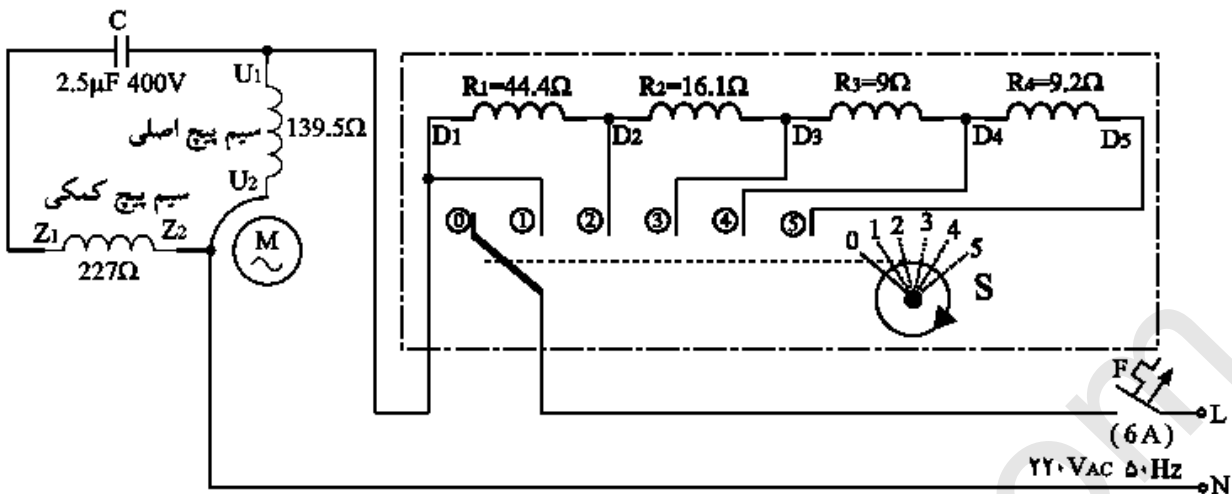 C
2.5µF 400V
U1
139.5Ω
سیم پیچ اصلی
U2
سیم پیچ کمکی
Z1
Z2
227Ω
M
R1=44.4Ω
R2=16.1Ω
R3=9Ω
R4=9.2Ω
D1
D2
D3
D4
D5
⓪
①
②
③
④
⑤
0
1
2
3
4
5
S
F
L
(6A)
۲۲۰VAC ۵۰Hz
N
om